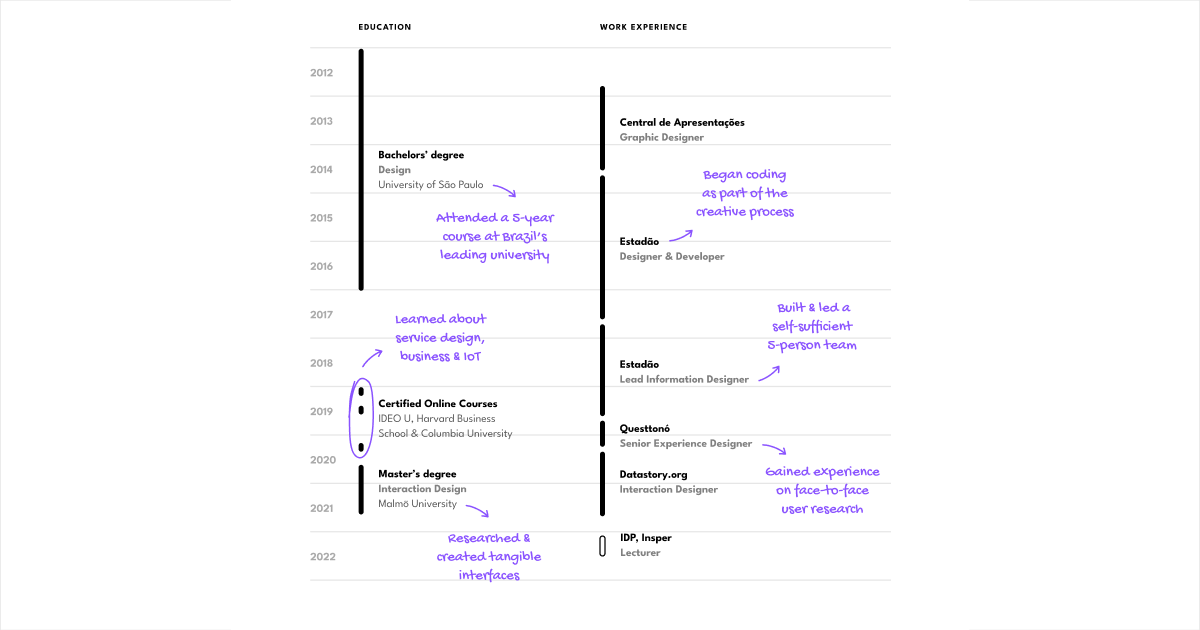 EDUCATION
WORK EXPERIENCE
2012
2013
2014
2015
2016
2017
2018
2019
2020
2021
2022
Bachelors' degree
Design
University of São Paulo
Attended a 5-year
course at Brazil's
leading university
Learned about
service design,
business & IoT
Certified Online Courses
IDEO U, Harvard Business
School & Columbia University
Master's degree
Interaction Design
Malmö University
Researched &
created tangible
interfaces
Central de Apresentações
Graphic Designer
Began coding
as part of the
creative process
Estadão
Designer & Developer
Built & led a
self-sufficient
5-person team
Estadão
Lead Information Designer
Questtonó
Senior Experience Designer
Gained experience
on face-to-face
user research
Datastory.org
Interaction Designer
IDP, Insper
Lecturer